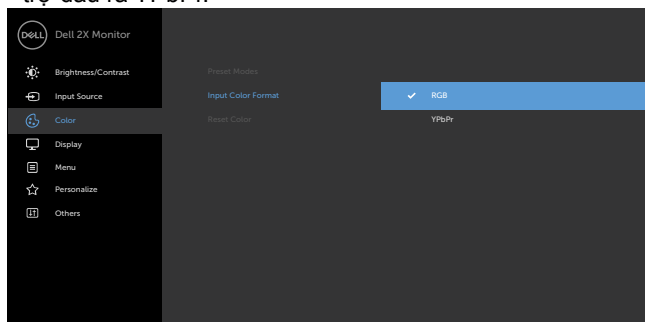 DELL Dell 2X Monitor
Brightness/Contrast
Preset Modes
Input Source
Input Color Format
RGB
Color
Reset Color
YPbPr
Display
Menu
Personalize
Others